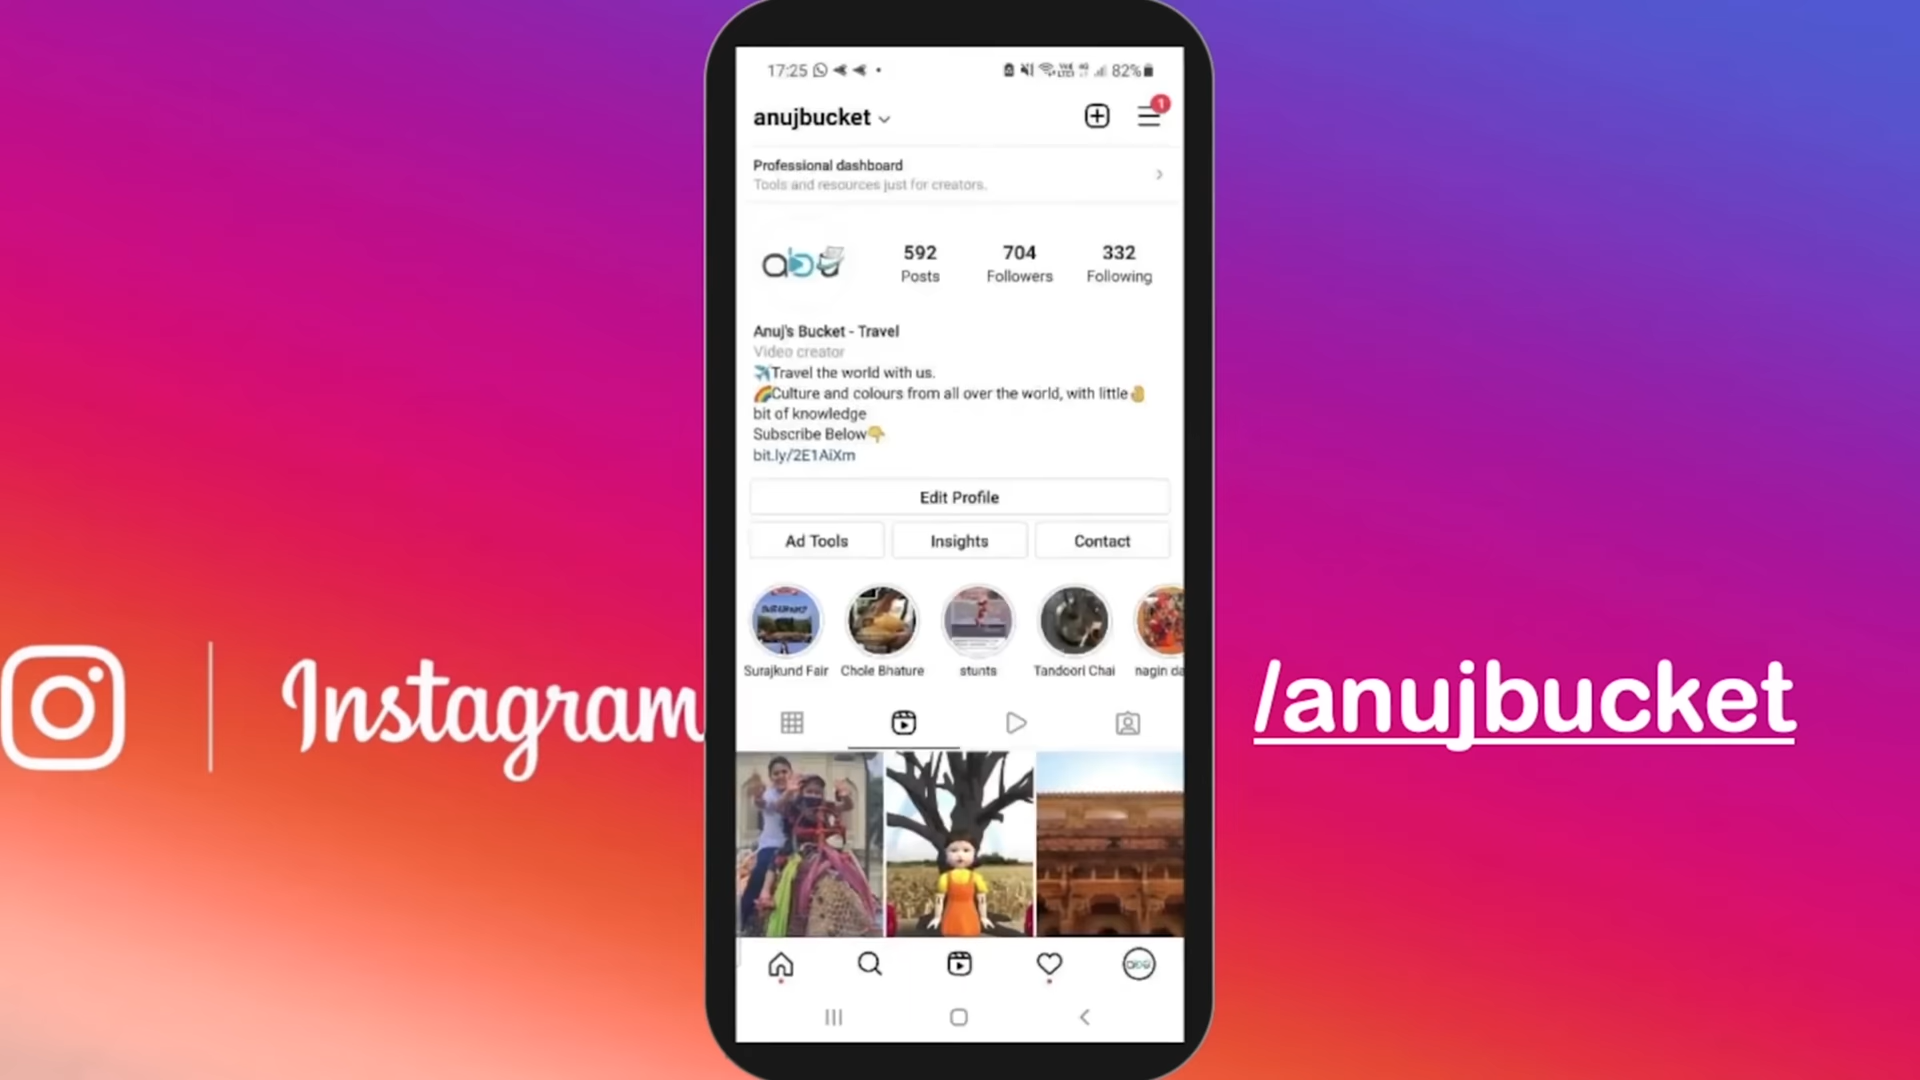 17:25
82%
anujbucket
1
Professional dashboard
Tools and resources just for creators.
592
Posts
704
Followers
332
Following
Anuj's Bucket - Travel
Video creator
✈️Travel the world with us.
🌈Culture and colours from all over the world, with little🤏
bit of knowledge
Subscribe Below👇
bit.ly/2E1AiXm
Edit Profile
Ad Tools
Insights
Contact
Surajkund Fair
Chole Bhature
stunts
Tandoori Chai
nagin da
Instagram
/anujbucket